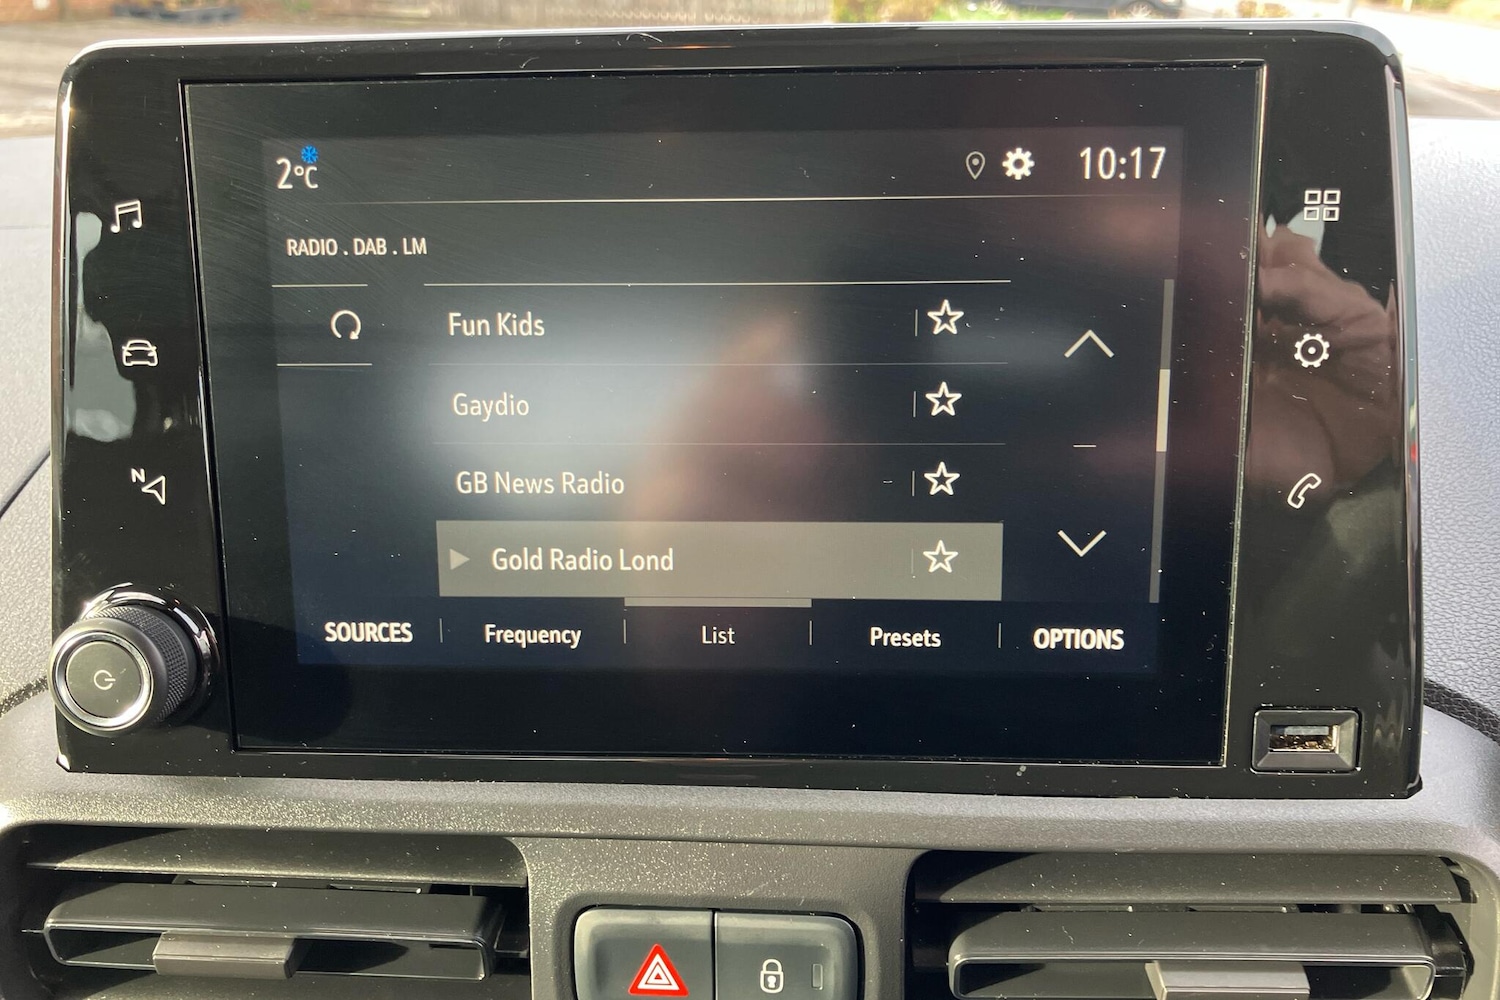 2°C
10:17
RADIO . DAB . LM
Fun Kids
Gaydio
GB News Radio
Gold Radio Lond
SOURCES
Frequency
List
Presets
OPTIONS
N